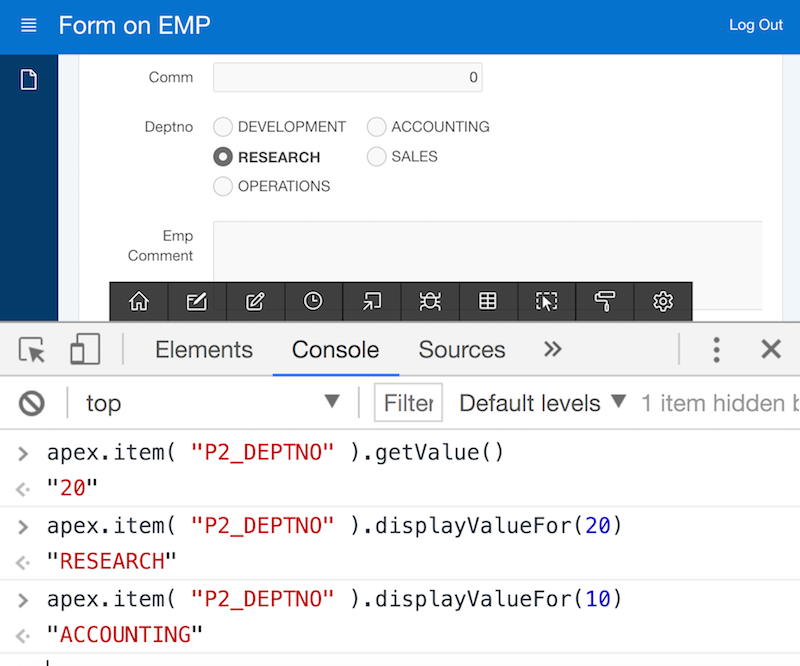 Form on EMP Log Out
Comm 0
Deptno DEVELOPMENT ACCOUNTING
RESEARCH SALES
OPERATIONS
Emp
Comment
Elements Console Sources »
top Filter Default levels 1 item hidden b
> apex.item( "P2_DEPTNO" ).getValue()
"20"
> apex.item( "P2_DEPTNO" ).displayValueFor(20)
"RESEARCH"
> apex.item( "P2_DEPTNO" ).displayValueFor(10)
"ACCOUNTING"